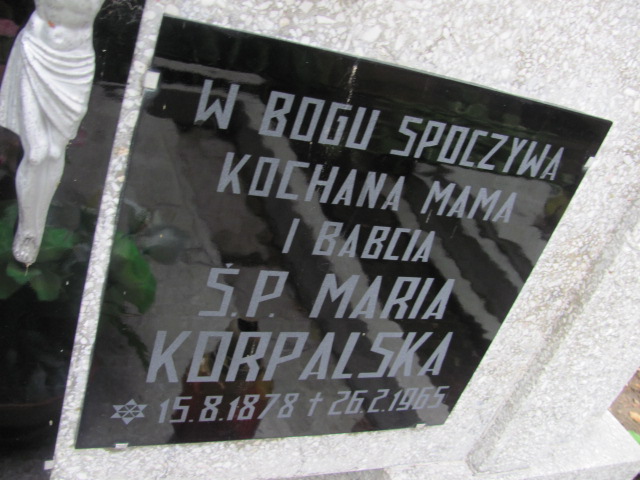 W BOGU SPOCZYWA
KOCHANA MAMA
I BABCIA
Ś.P. MARIA
KORPALSKA
15.8.1878 † 26.2.1965